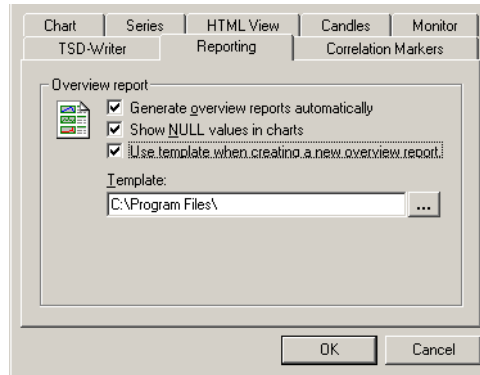 Chart Series HTML View Candles Monitor
TSD-Writer Reporting Correlation Markers
Overview report
Generate overview reports automatically
Show NULL values in charts
Use template when creating a new overview report.
Template:
C:\Program Files\ ...
OK Cancel